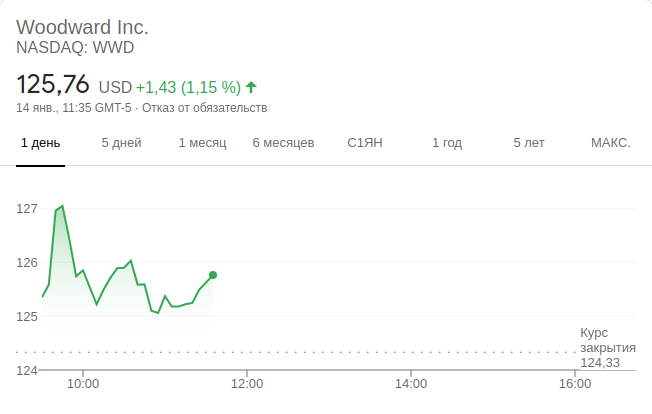 Woodward Inc.
NASDAQ: WWD
125,76 USD +1,43 (1,15 %)
14 янв., 11:35 GMT-5 · Отказ от обязательств
1 день 5 дней 1 месяц 6 месяцев С1ЯН 1 год 5 лет МАКС.
127
126
125
Курс
закрытия
124,33
124
10:00 12:00 14:00 16:00